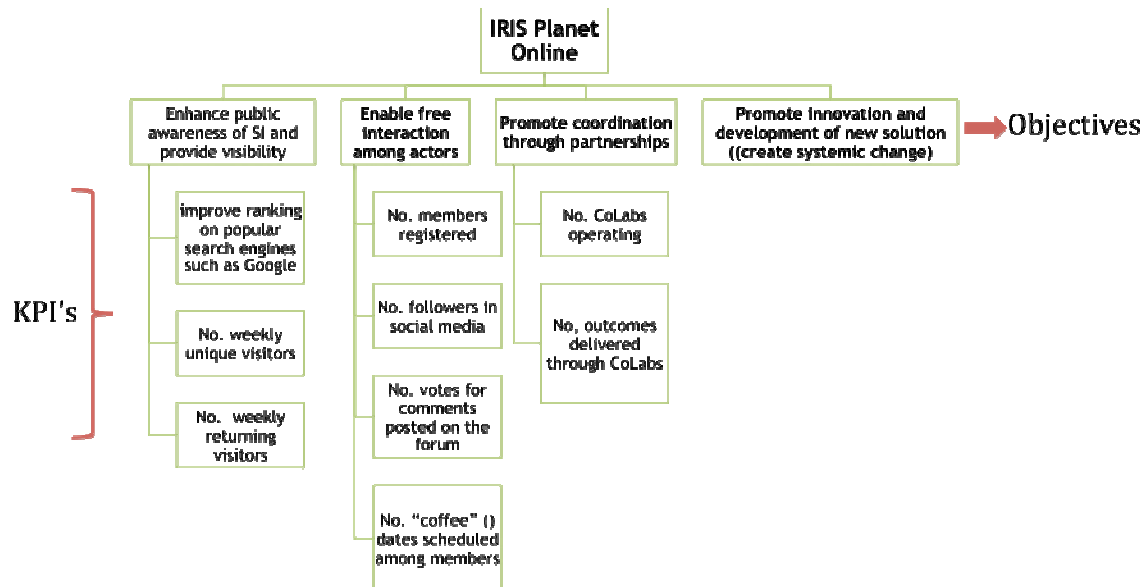 IRIS Planet
Online
Enhance public
awareness of SI and
provide visibility
Enable free
interaction
among actors
Promote coordination
through partnerships
Promote innovation and
development of new solution
((create systemic change)
Objectives
KPI's
improve ranking
on popular
search engines
such as Google
No. weekly
unique visitors
No. weekly
returning
visitors
No. members
registered
No. followers in
social media
No. votes for
comments
posted on the
forum
No. “coffee” ()
dates scheduled
among members
No. CoLabs
operating
No, outcomes
delivered
through CoLabs